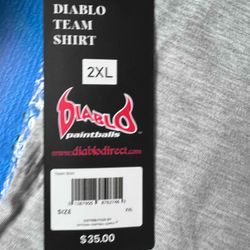 DIABLO
TEAM
SHIRT
2XL
DIABLO
paintballs
www.diablodirect.com
SIZE
$35.00